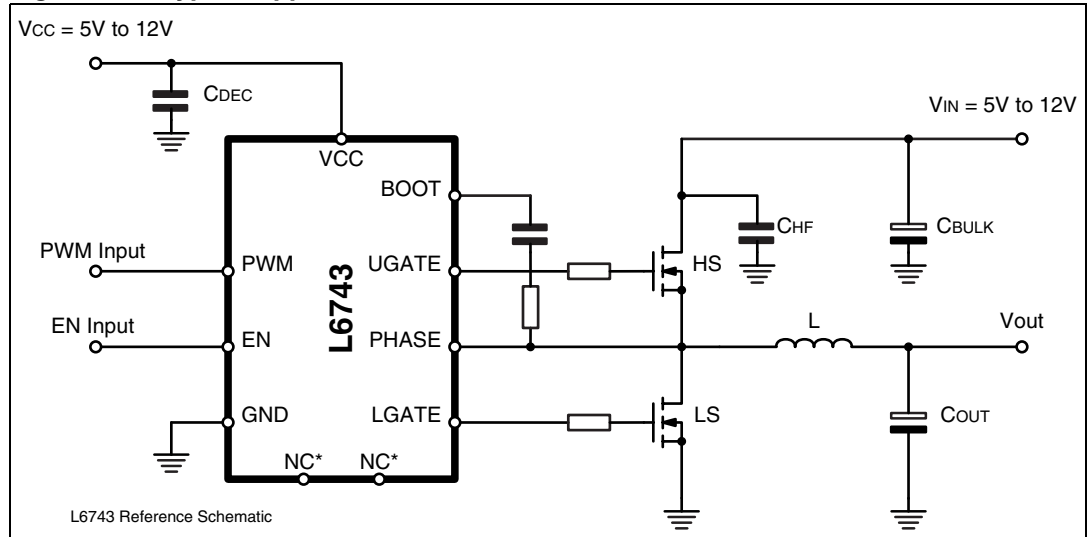 Vcc = 5V to 12V
CDEC
VIN = 5V to 12V
VCC
BOOT
CHF
CBULK
PWM Input
PWM
UGATE
HS
L6743
EN Input
EN
PHASE
L
Vout
GND
LGATE
LS
COUT
NC*
NC*
L6743 Reference Schematic